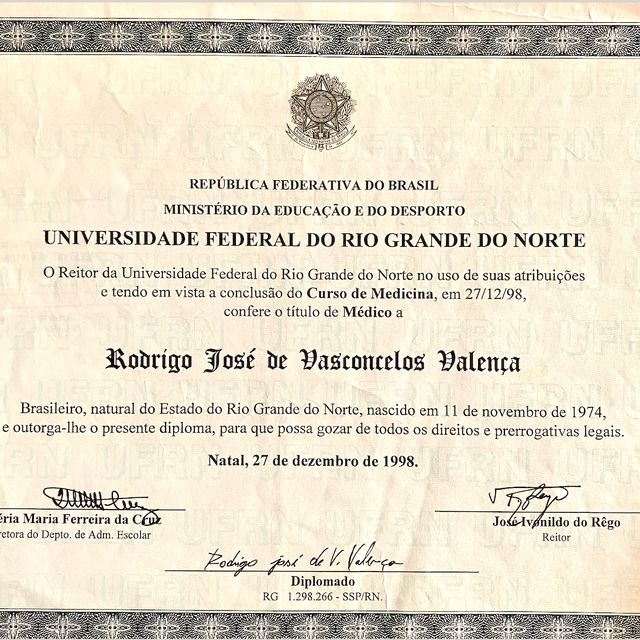 REPÚBLICA FEDERATIVA DO BRASIL
MINISTÉRIO DA EDUCAÇÃO E DO DESPORTO
UNIVERSIDADE FEDERAL DO RIO GRANDE DO NORTE
O Reitor da Universidade Federal do Rio Grande do Norte no uso de suas atribuições
e tendo em vista a conclusão do Curso de Medicina, em 27/12/98,
confere o título de Médico a
Rodrigo José de Vasconcelos Valença
Brasileiro, natural do Estado do Rio Grande do Norte, nascido em 11 de novembro de 1974,
e outorga-lhe o presente diploma, para que possa gozar de todos os direitos e prerrogativas legais.
Natal, 27 de dezembro de 1998.
éria Maria Ferreira da Cruz
retora do Depto. de Adm. Escolar
José Ivonildo do Rêgo
Reitor
Rodrigo José de V. Valença
Diplomado
RG 1.298.266 - SSP/RN.